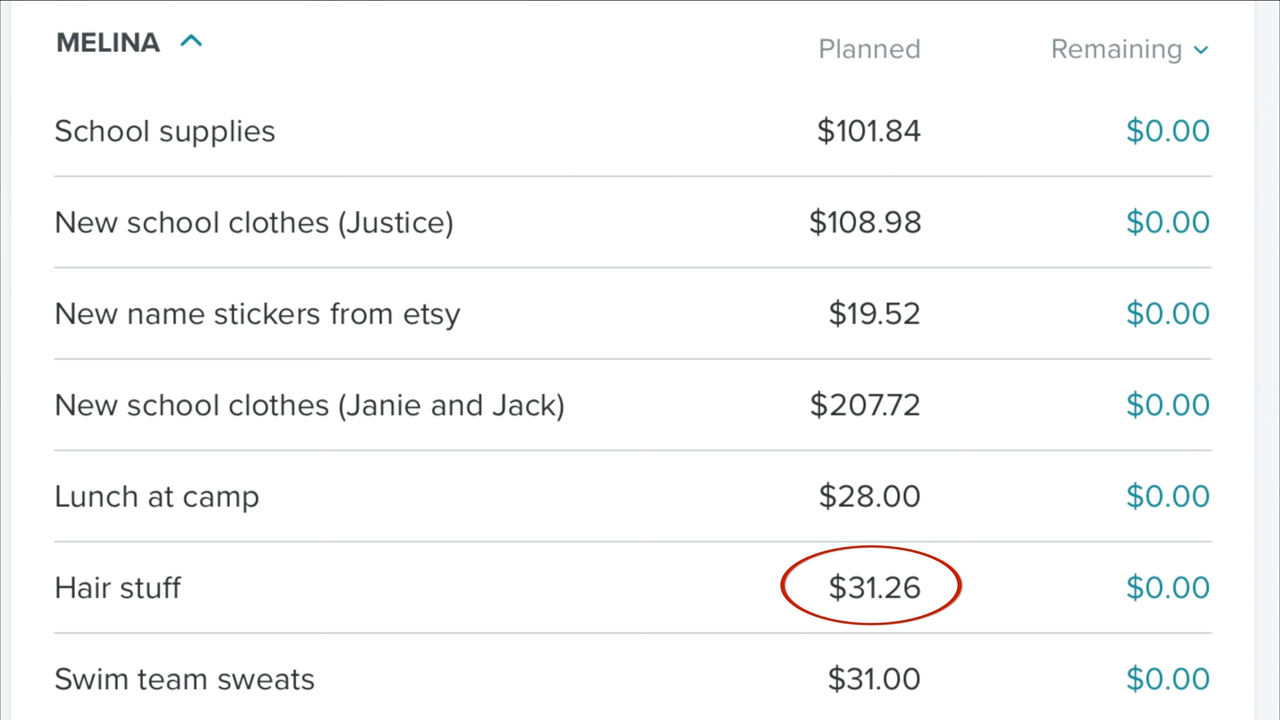 MELINA Planned Remaining
School supplies $101.84 $0.00
New school clothes (Justice) $108.98 $0.00
New name stickers from etsy $19.52 $0.00
New school clothes (Janie and Jack) $207.72 $0.00
Lunch at camp $28.00 $0.00
Hair stuff $31.26 $0.00
Swim team sweats $31.00 $0.00